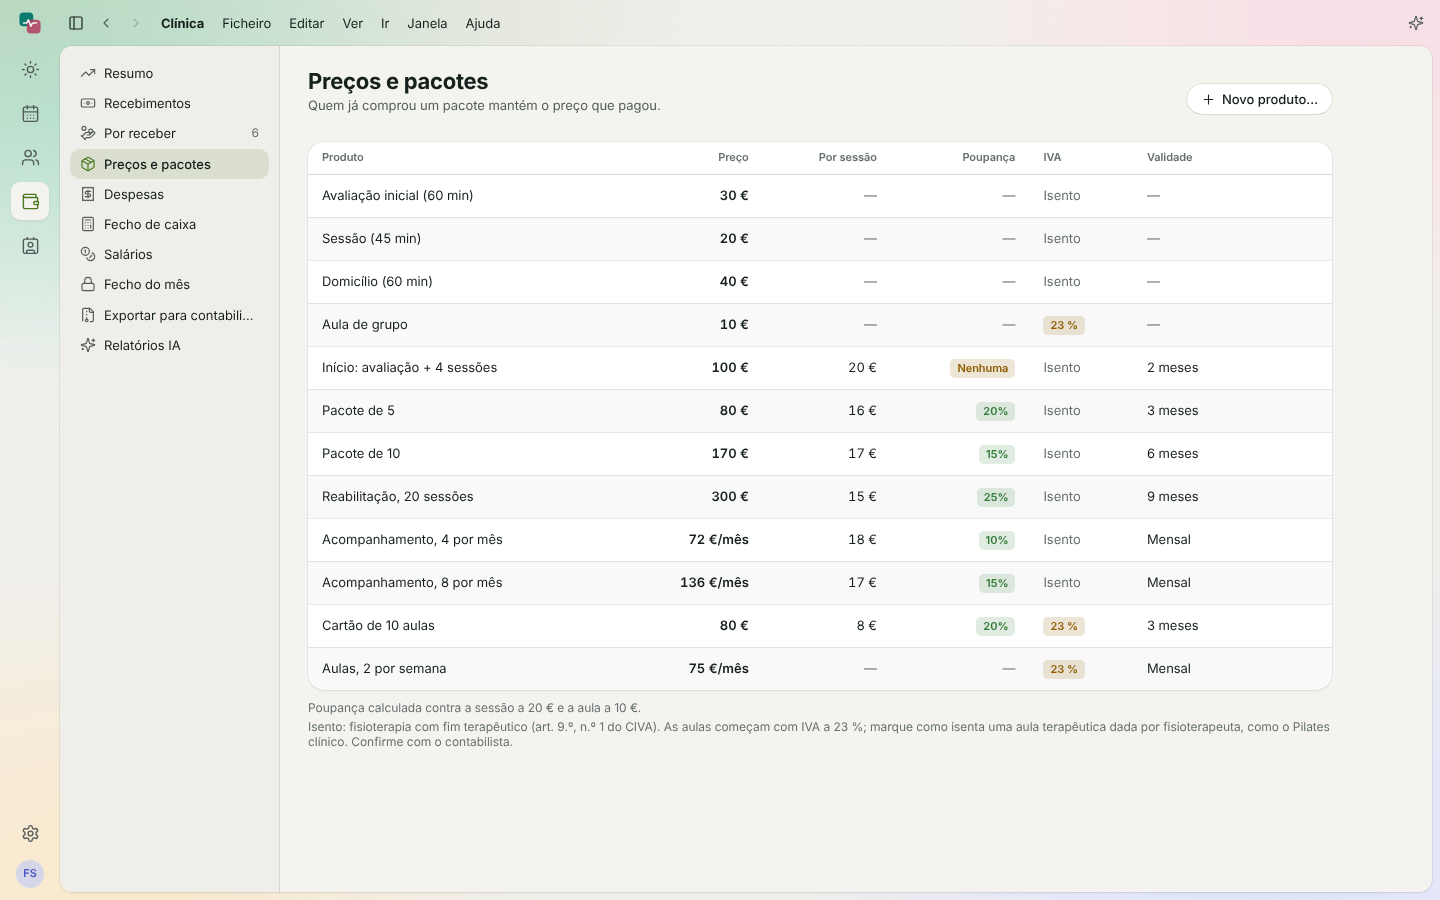 Clínica Ficheiro Editar Ver Ir Janela Ajuda
Resumo
Recebimentos
Por receber 6
Preços e pacotes
Despesas
Fecho de caixa
Salários
Fecho do mês
Exportar para contabili...
Relatórios IA
FS
Preços e pacotes
Quem já comprou um pacote mantém o preço que pagou.
Novo produto...
Produto Preço Por sessão Poupança IVA Validade
Avaliação inicial (60 min) 30 € — — Isento —
Sessão (45 min) 20 € — — Isento —
Domicílio (60 min) 40 € — — Isento —
Aula de grupo 10 € — — 23 % —
Início: avaliação + 4 sessões 100 € 20 € Nenhuma Isento 2 meses
Pacote de 5 80 € 16 € 20% Isento 3 meses
Pacote de 10 170 € 17 € 15% Isento 6 meses
Reabilitação, 20 sessões 300 € 15 € 25% Isento 9 meses
Acompanhamento, 4 por mês 72 €/mês 18 € 10% Isento Mensal
Acompanhamento, 8 por mês 136 €/mês 17 € 15% Isento Mensal
Cartão de 10 aulas 80 € 8 € 20% 23 % 3 meses
Aulas, 2 por semana 75 €/mês — — 23 % Mensal
Poupança calculada contra a sessão a 20 € e a aula a 10 €.
Isento: fisioterapia com fim terapêutico (art. 9.º, n.º 1 do CIVA). As aulas começam com IVA a 23 %; marque como isenta uma aula terapêutica dada por fisioterapeuta, como o Pilates
clínico. Confirme com o contabilista.